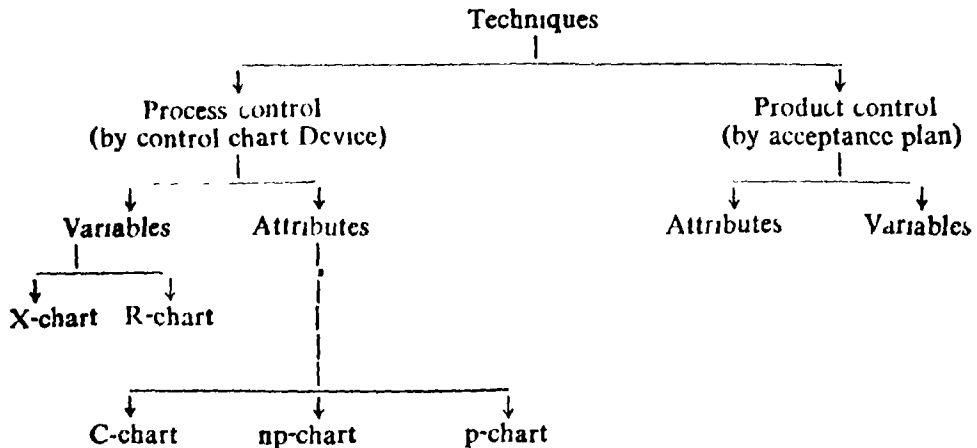 Techniques
Process control
(by control chart Device)
Product control
(by acceptance plan)
Variables
Attributes
Attributes
Variables
X-chart
R-chart
C-chart
np-chart
p-chart